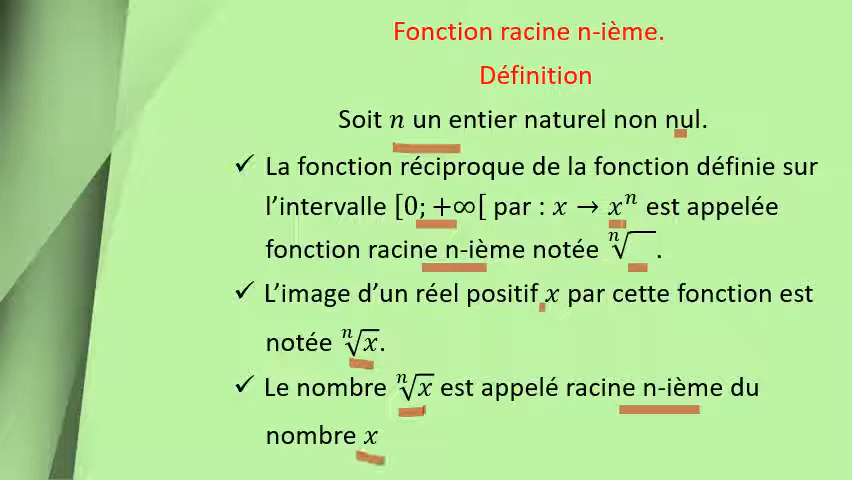 Fonction racine n-ième.
Définition
Soit n un entier naturel non nul.
✓ La fonction réciproque de la fonction définie sur
l’intervalle [0; +∞[ par : x → xⁿ est appelée
fonction racine n-ième notée ⁿ√ .
✓ L’image d’un réel positif x par cette fonction est
notée ⁿ√x.
✓ Le nombre ⁿ√x est appelé racine n-ième du
nombre x